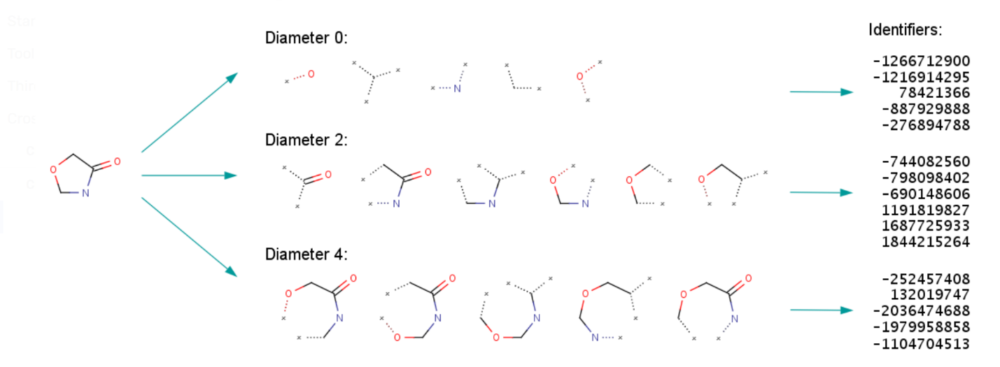 Identifiers:
Diameter 0:
-1266712900
-1216914295
78421366
-887929888
-276894788
O
N
O
Diameter 2:
-744082560
-798098402
-690148606
1191819827
1687725933
1844215264
O
O
N
O
O
N
N
O
N
O
O
Diameter 4:
-252457408
132019747
-2036474688
-1979958858
-1104704513
O
O
N
O
N
O
N
O
O
N
O
O
N